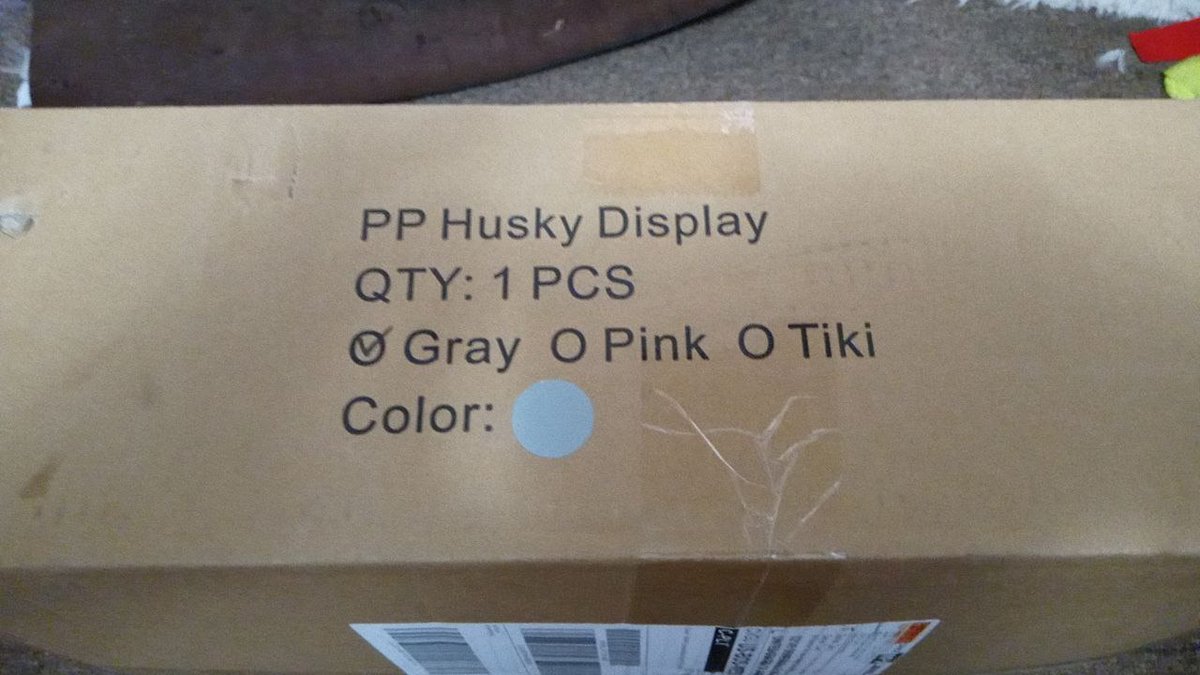 PP Husky Display
QTY: 1 PCS
Gray O Pink O Tiki
Color: